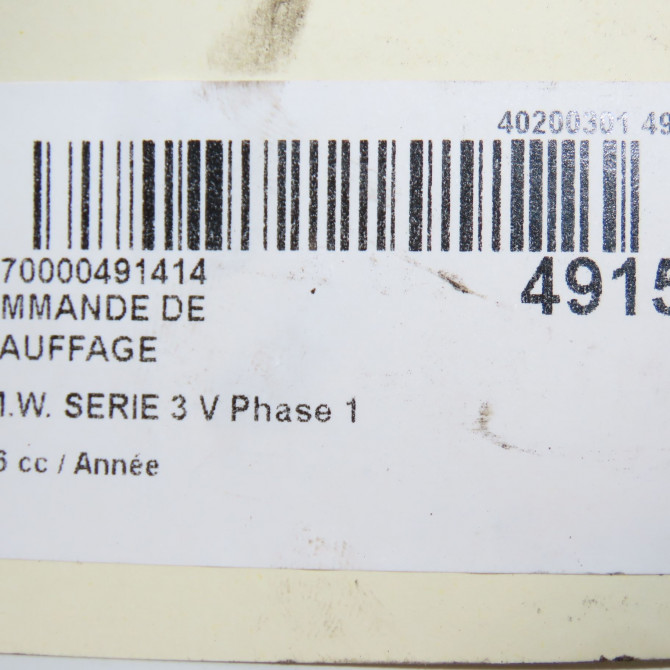 40200301 49
70000491414
4915
MMANDE DE
AUFFAGE
M.W. SERIE 3 V Phase 1
6 cc / Année